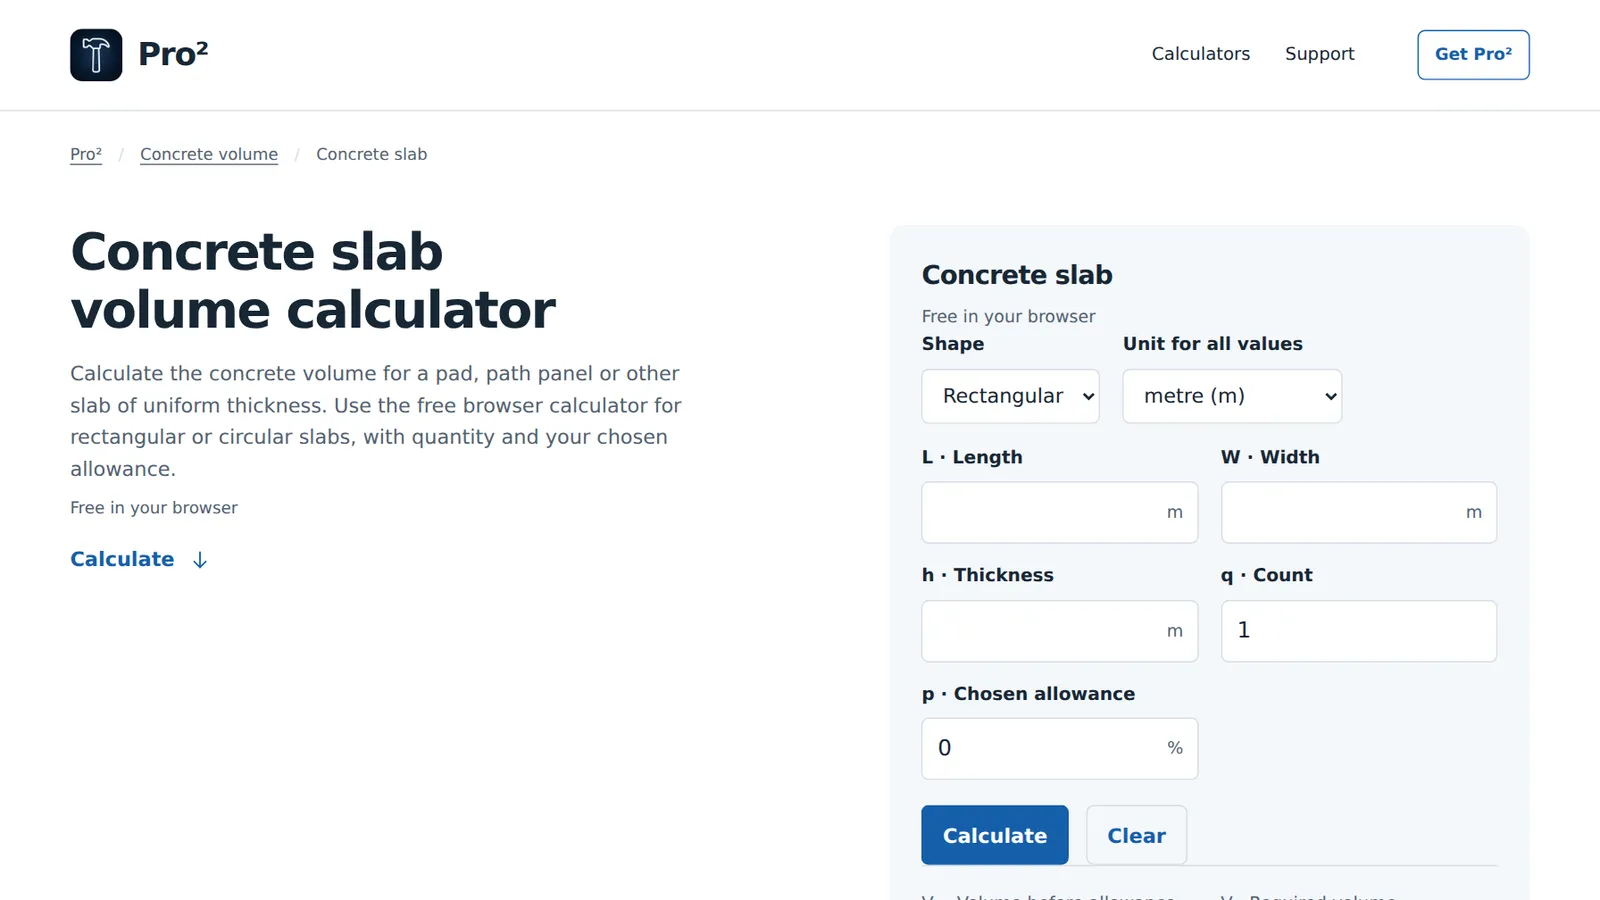 Pro²
Calculators
Support
Get Pro²
Pro² / Concrete volume / Concrete slab
Concrete slab
volume calculator
Calculate the concrete volume for a pad, path panel or other
slab of uniform thickness. Use the free browser calculator for
rectangular or circular slabs, with quantity and your chosen
allowance.
Free in your browser
Calculate ↓
Concrete slab
Free in your browser
Shape
Unit for all values
Rectangular
metre (m)
L · Length
W · Width
m
m
h · Thickness
q · Count
m
1
p · Chosen allowance
0 %
Calculate
Clear